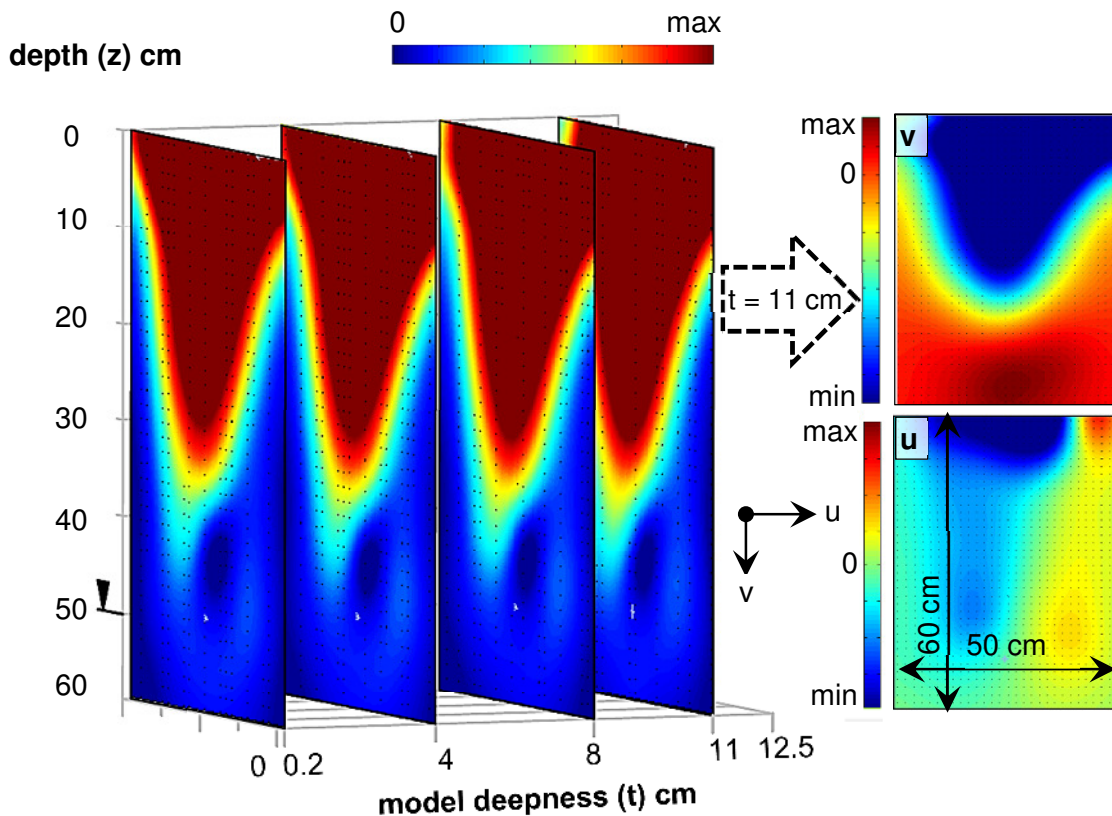 0 max
depth (z) cm
0
10
20
30
40
50
60
0 0.2 4 8 11 12.5
model deepness (t) cm
t = 11 cm
max
0
min
v
max
0
min
u
60 cm
50 cm
u
v